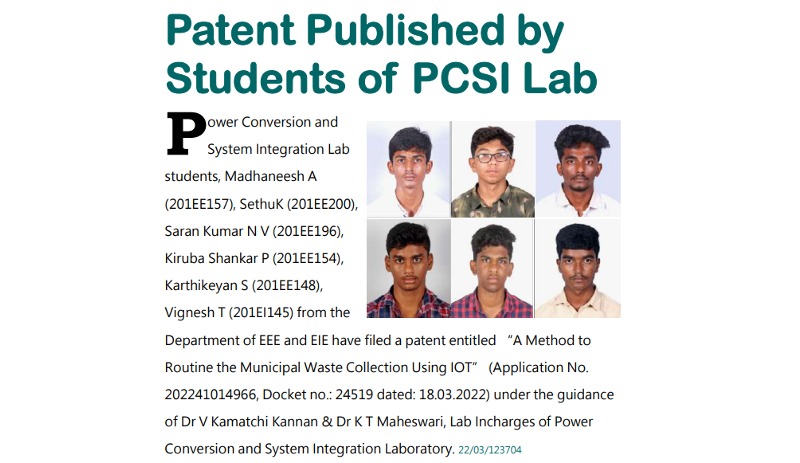 Patent Published by
Students of PCSI Lab
Power Conversion and
System Integration Lab
students, Madhaneesh A
(201EE157), SethuK (201EE200),
Saran Kumar N V (201EE196),
Kiruba Shankar P (201EE154),
Karthikeyan S (201EE148),
Vignesh T (201EI145) from the
Department of EEE and EIE have filed a patent entitled “A Method to
Routine the Municipal Waste Collection Using IOT” (Application No.
202241014966, Docket no.: 24519 dated: 18.03.2022) under the guidance
of Dr V Kamatchi Kannan & Dr K T Maheswari, Lab Incharges of Power
Conversion and System Integration Laboratory. 22/03/123704